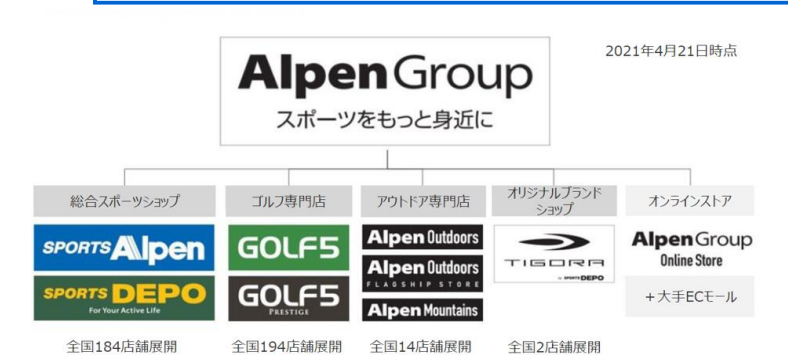 2021年4月21日時点
Alpen Group
スポーツをもっと身近に
総合スポーツショップ
ゴルフ専門店
アウトドア専門店
オリジナルブランド
ショップ
オンラインストア
SPORTS Alpen
SPORTS DEPO
For Your Active Life
GOLF5
GOLF5
PRESTIGE
Alpen Outdoors
Alpen Outdoors
FLAGSHIP STORE
Alpen Mountains
TIGORA
by SPORTS DEPO
Alpen Group
Online Store
+大手ECモール
全国184店舗展開
全国194店舗展開
全国14店舗展開
全国2店舗展開